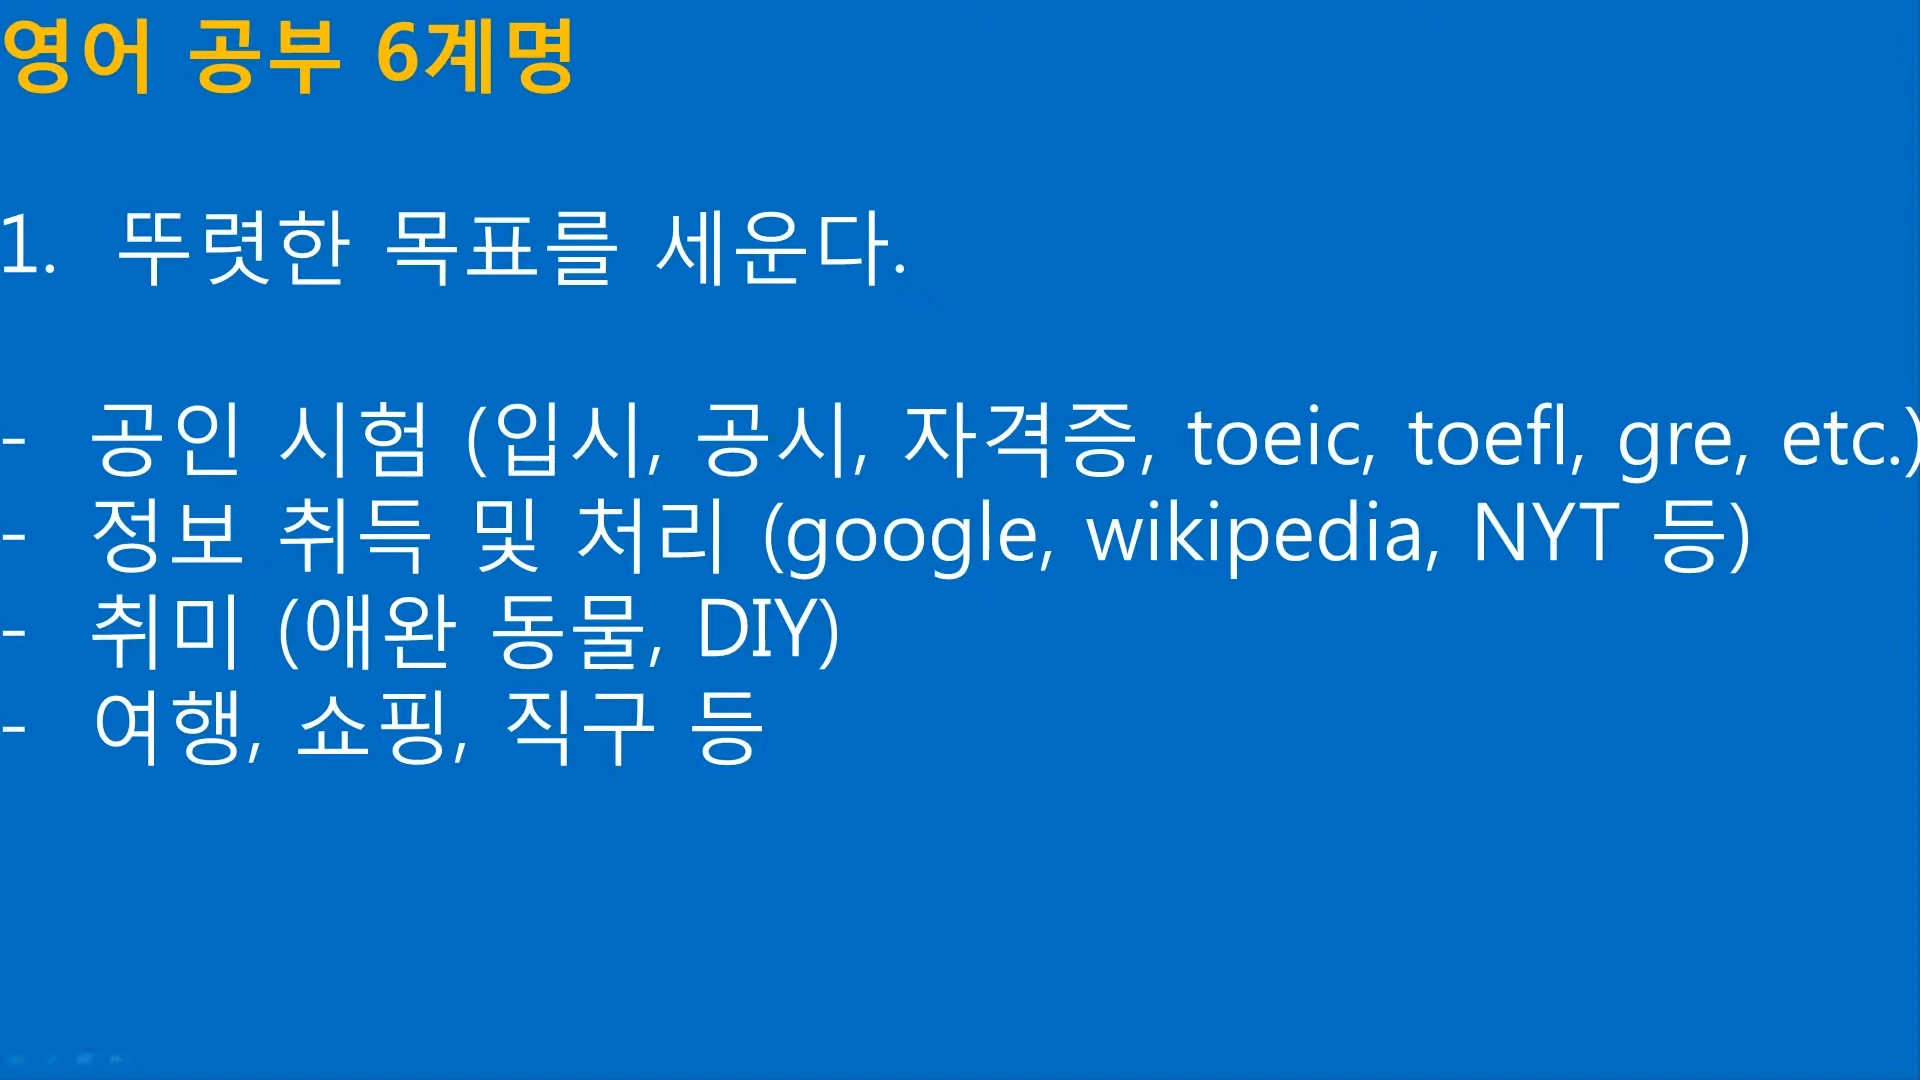 영어 공부 6계명
1. 뚜렷한 목표를 세운다.
- 공인 시험 (입시, 공시, 자격증, toeic, toefl, gre, etc.)
- 정보 취득 및 처리 (google, wikipedia, NYT 등)
- 취미 (애완 동물, DIY)
- 여행, 쇼핑, 직구 등